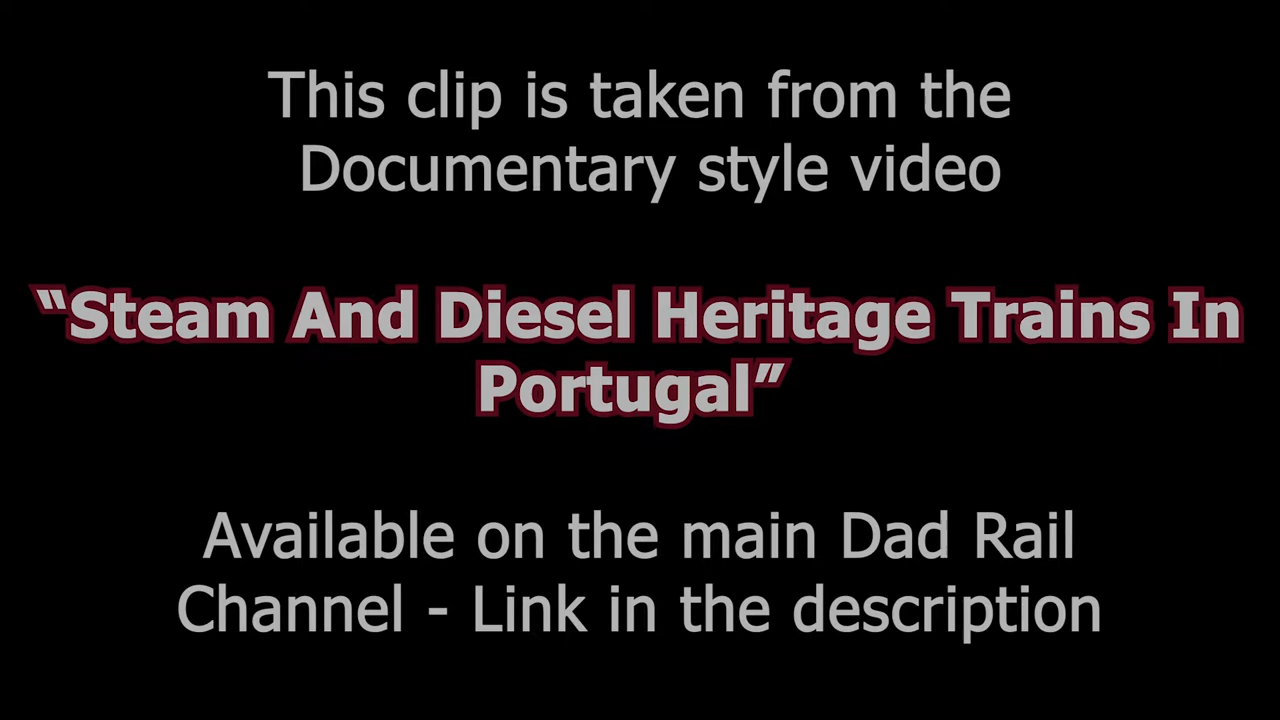 This clip is taken from the
Documentary style video
“Steam And Diesel Heritage Trains In
Portugal”
Available on the main Dad Rail
Channel - Link in the description